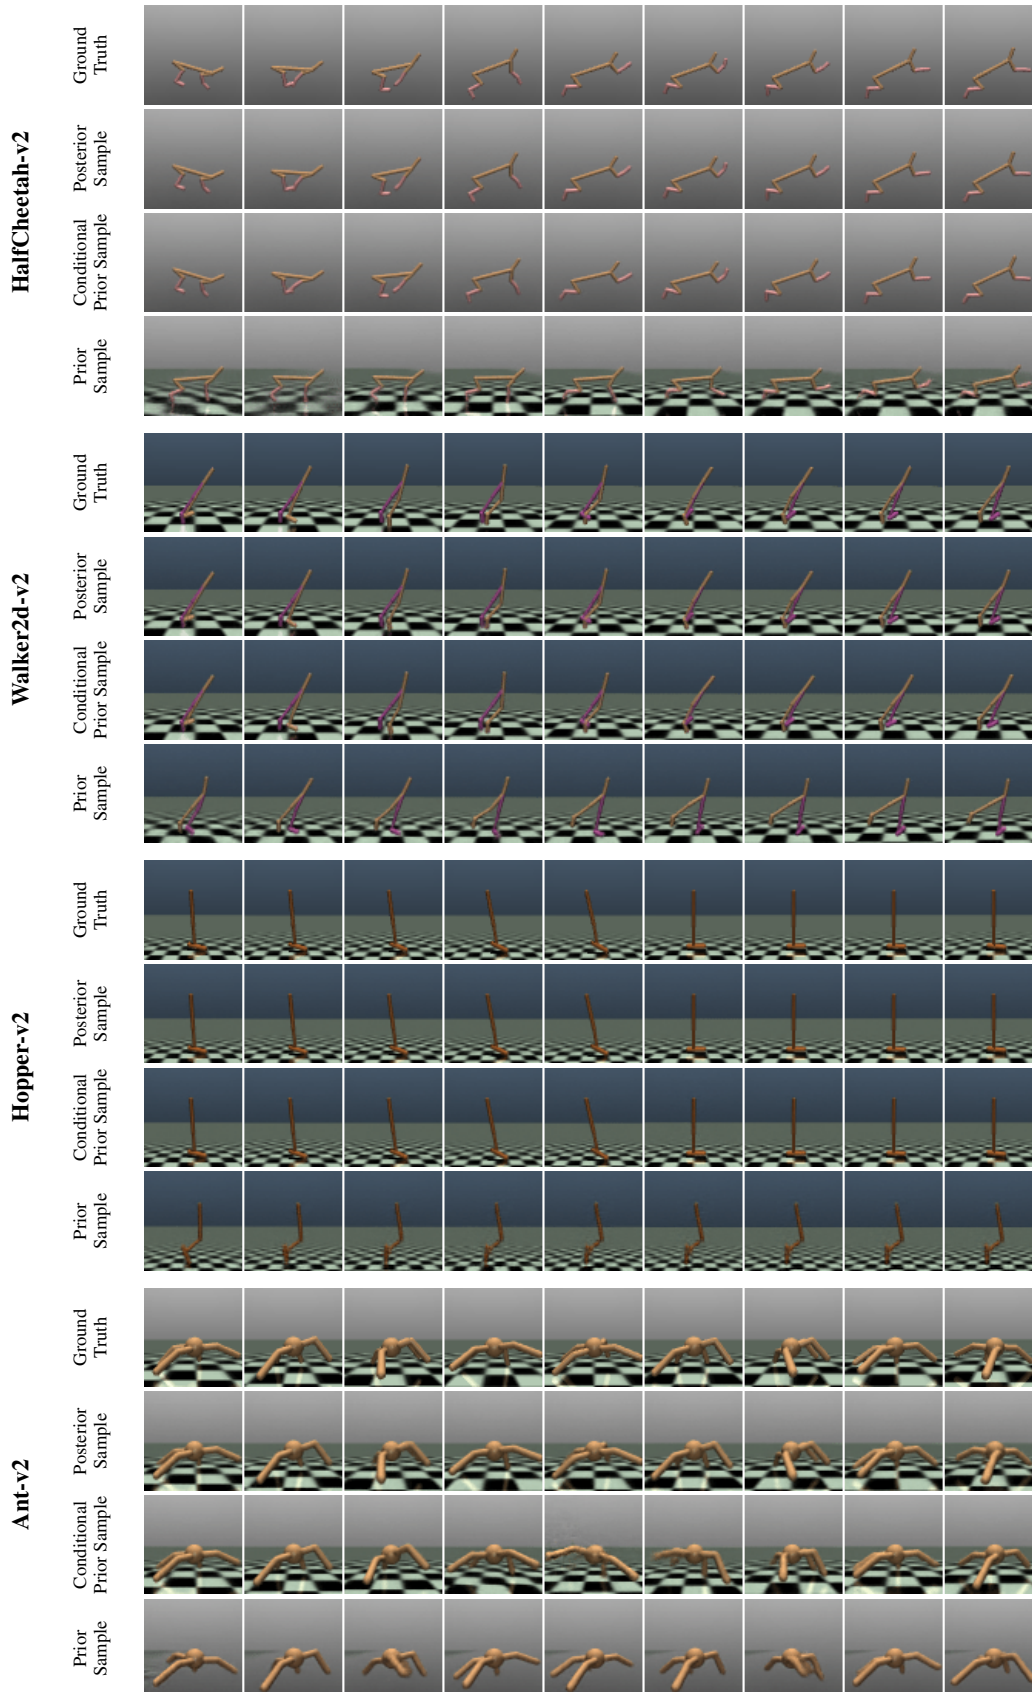 HalfCheetah-v2
Ground
Truth
Posterior
Sample
Conditional
Prior Sample
Prior
Sample
Walker2d-v2
Ground
Truth
Posterior
Sample
Conditional
Prior Sample
Prior
Sample
Hopper-v2
Ground
Truth
Posterior
Sample
Conditional
Prior Sample
Prior
Sample
Ant-v2
Ground
Truth
Posterior
Sample
Conditional
Prior Sample
Prior
Sample